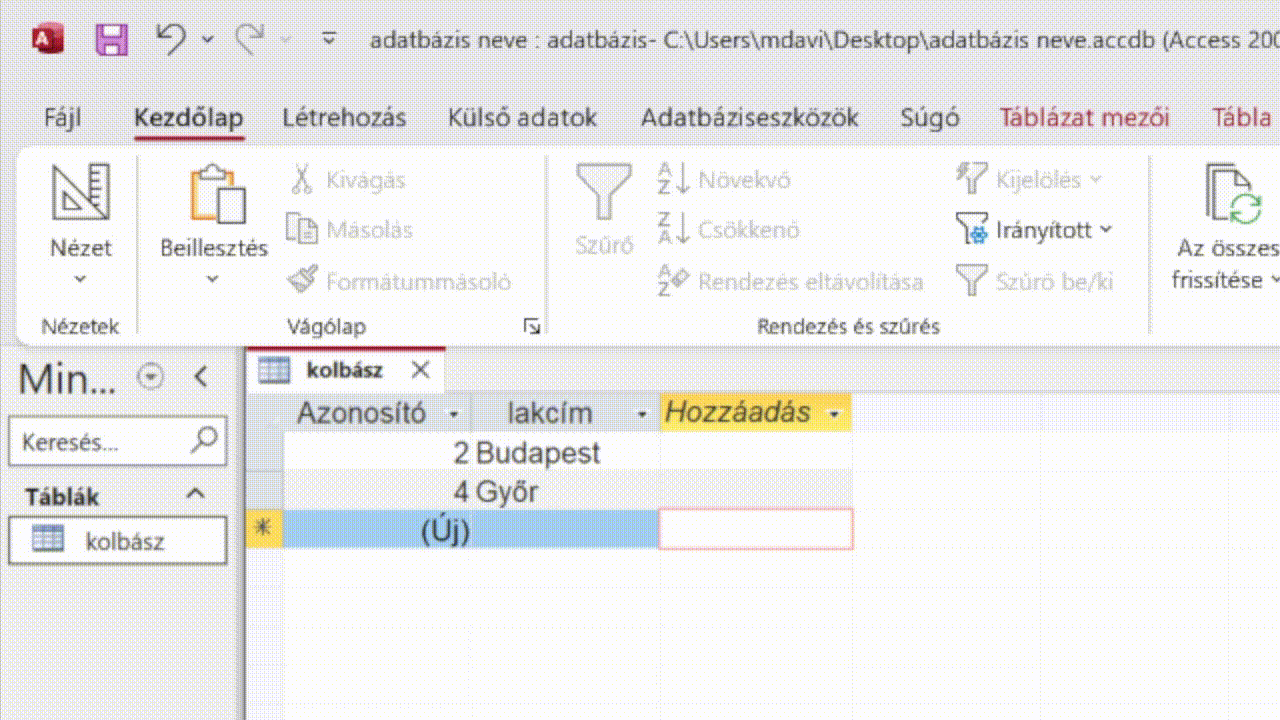 adatbázis neve : adatbázis- C:\Users\mdavi\Desktop\adatbázis neve.accdb (Access 200
Fájl Kezdőlap Létrehozás Külső adatok Adatbáziseszközök Súgó Táblázat mezői Tábla
Nézet
Nézetek
Beillesztés
Kivágás
Másolás
Formátummásoló
Vágólap
Szűrő
Növekvő
Csökkenő
Rendezés eltávolítása
Kijelölés
Irányított
Szűrő be/ki
Rendezés és szűrés
Az összes
frissítése
Min...
Keresés...
Táblák
kolbász
kolbász
Azonosító lakcím Hozzáadás
2 Budapest
4 Győr
(Új)